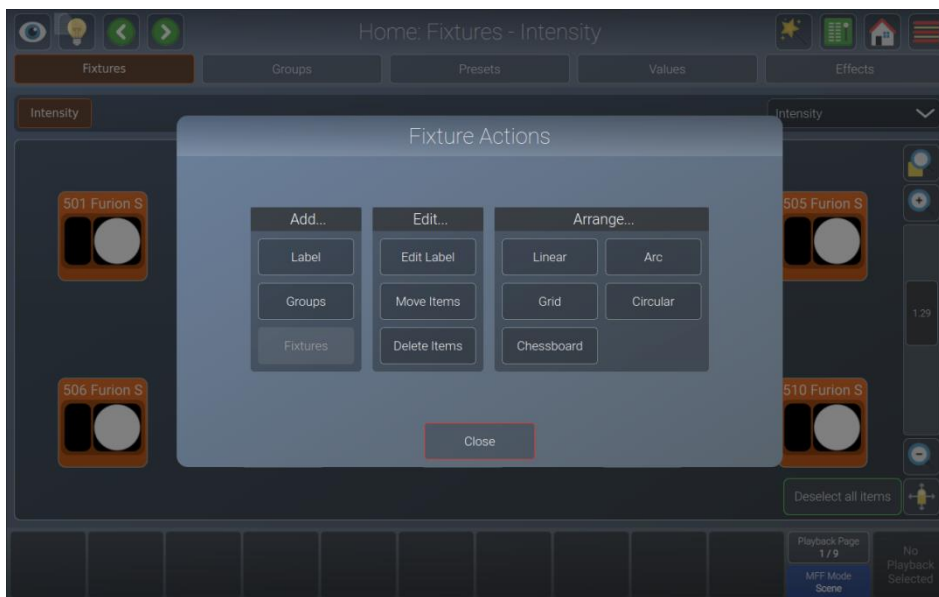 Home: Fixtures - Intensity
Fixtures
Groups
Presets
Values
Effects
Intensity
Intensity
Fixture Actions
501 Furion S
505 Furion S
Add...
Edit...
Arrange...
Label
Edit Label
Linear
Arc
Groups
Move Items
Grid
Circular
1.29
Fixtures
Delete Items
Chessboard
506 Furion S
510 Furion S
Close
Deselect all items
Playback Page
1 / 9
MFF Mode
Scene
No
Playback
Selected